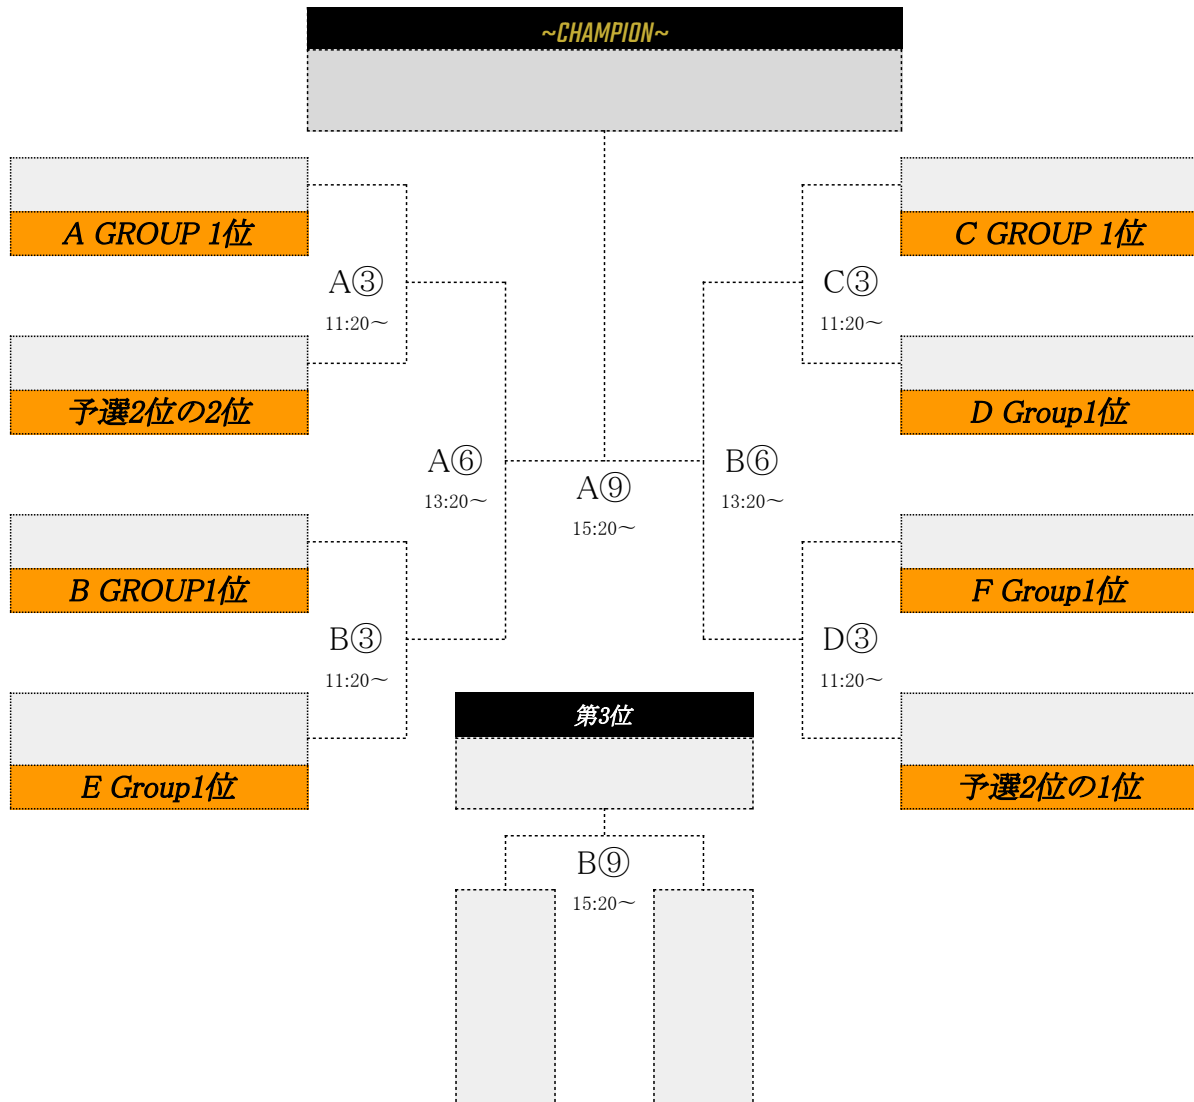 ~CHAMPION~
A GROUP 1位
C GROUP 1位
A③
11:20～
C③
11:20～
予選2位の2位
D Group1位
A⑥
13:20～
A⑨
15:20～
B⑥
13:20～
B GROUP1位
F Group1位
B③
11:20～
D③
11:20～
第3位
E Group1位
予選2位の1位
B⑨
15:20～